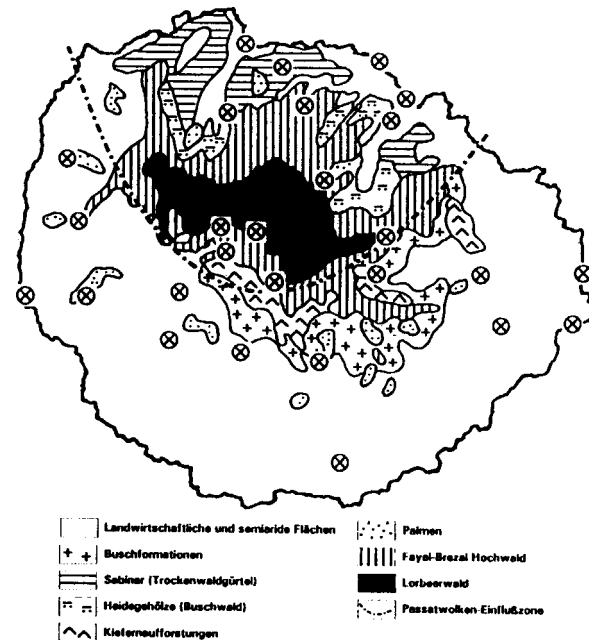 Landwirtschaftliche und semiaride Flächen
Buschformationen
Sabinar (Trockenwaldgürtel)
Heidegehölze (Buschwald)
Kiefernaufforstungen
Palmen
Fayal-Brezal Hochwald
Lorbeerwald
Passatwolken-Einflußzone